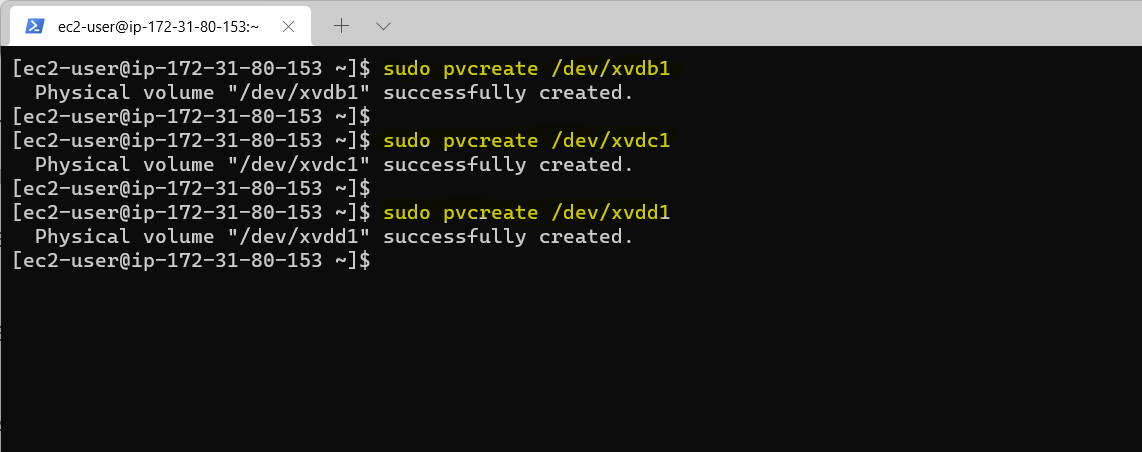 ec2-user@ip-172-31-80-153:~
[ec2-user@ip-172-31-80-153 ~]$ sudo pvcreate /dev/xvdb1
  Physical volume "/dev/xvdb1" successfully created.
[ec2-user@ip-172-31-80-153 ~]$
[ec2-user@ip-172-31-80-153 ~]$ sudo pvcreate /dev/xvdc1
  Physical volume "/dev/xvdc1" successfully created.
[ec2-user@ip-172-31-80-153 ~]$
[ec2-user@ip-172-31-80-153 ~]$ sudo pvcreate /dev/xvdd1
  Physical volume "/dev/xvdd1" successfully created.
[ec2-user@ip-172-31-80-153 ~]$